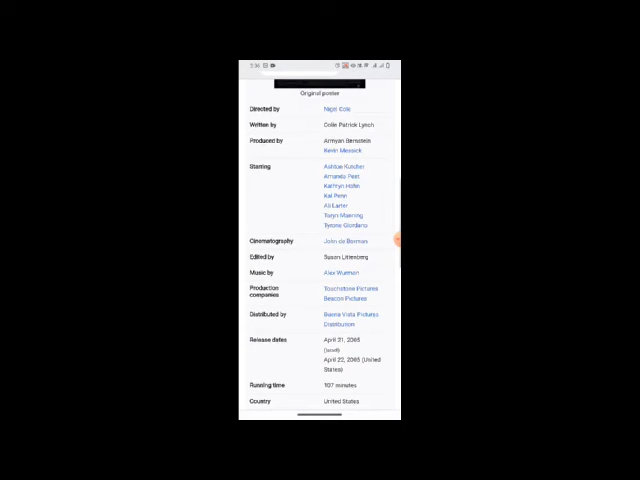 2:36
Original poster
Directed by Nigel Cole
Written by Colin Patrick Lynch
Produced by Armyan Bernstein
Kevin Messick
Starring Ashton Kutcher
Amanda Peet
Kathryn Hahn
Kal Penn
Ali Larter
Taryn Manning
Tyrone Giordano
Cinematography John de Borman
Edited by Susan Littenberg
Music by Alex Wurman
Production companies Touchstone Pictures
Beacon Pictures
Distributed by Buena Vista Pictures
Distribution
Release dates April 21, 2005
(Israel)
April 22, 2005 (United
States)
Running time 107 minutes
Country United States